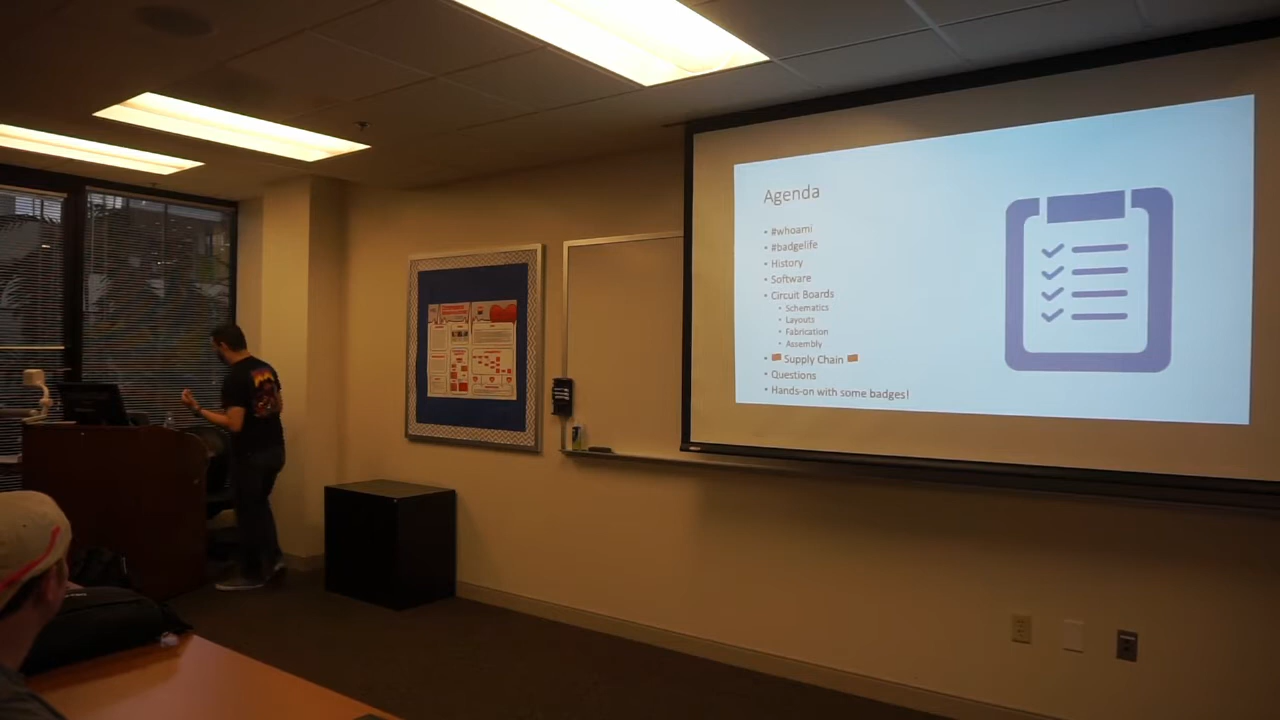 Agenda
#whoami
#badgelife
History
Software
Circuit Boards
Schematics
Layouts
Fabrication
Assembly
Supply Chain
Questions
Hands-on with some badges!